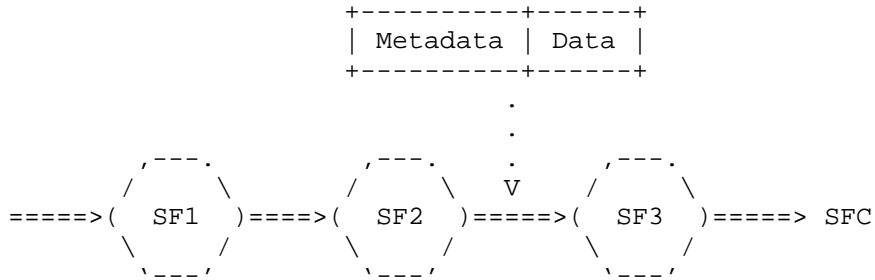 +----------+------+
| Metadata | Data |
+----------+------+
.
.
,---. ,---. . ,---.
/ \ / \ V / \
=====>( SF1 )====>( SF2 )=====>( SF3 )=====> SFC
\ / \ / \ /
'---' '---' '---'